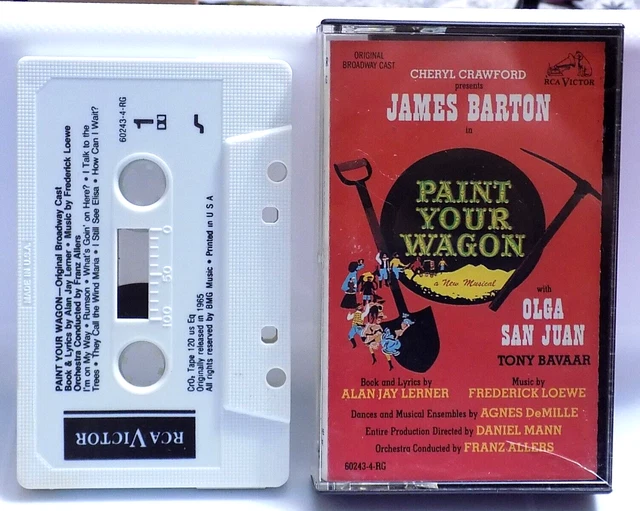 MADE IN U.S.A.
PAINT YOUR WAGON—Original Broadway Cast
Book & Lyrics by Alan Jay Lerner • Music by Frederick Loewe
Orchestra Conducted by Franz Allers
I'm on My Way • Rumson • What's Goin' on Here? • I Talk to the
Trees • They Call the Wind Maria • I Still See Elisa • How Can I Wait?
60243-4-RG
1
0 50 100
CrO₂ Tape 120 us Eq
Originally released in 1965
All rights reserved by BMG Music • Printed in U S A
RCA VICTOR
ORIGINAL
BROADWAY CAST
RCA VICTOR
CHERYL CRAWFORD
presents
JAMES BARTON
in
PAINT
YOUR
WAGON
a New Musical
with
OLGA
SAN JUAN
TONY BAVAAR
Book and Lyrics by
ALAN JAY LERNER
Music by
FREDERICK LOEWE
Dances and Musical Ensembles by AGNES DeMILLE
Entire Production Directed by DANIEL MANN
Orchestra Conducted by FRANZ ALLERS
60243-4-RG